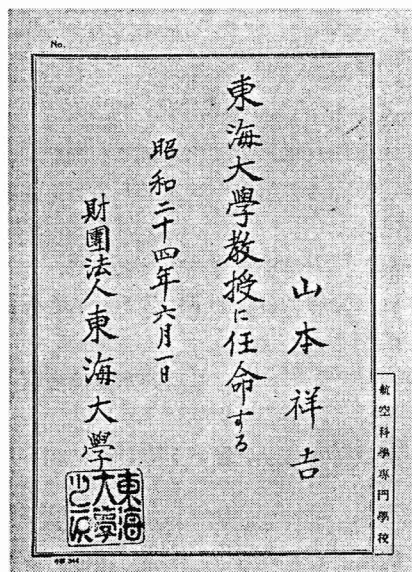 No.
山本祥吉
東海大學教授に任命する
昭和二十四年六月一日
財團法人東海大學
東海
大學
之印
航空科學專門學校